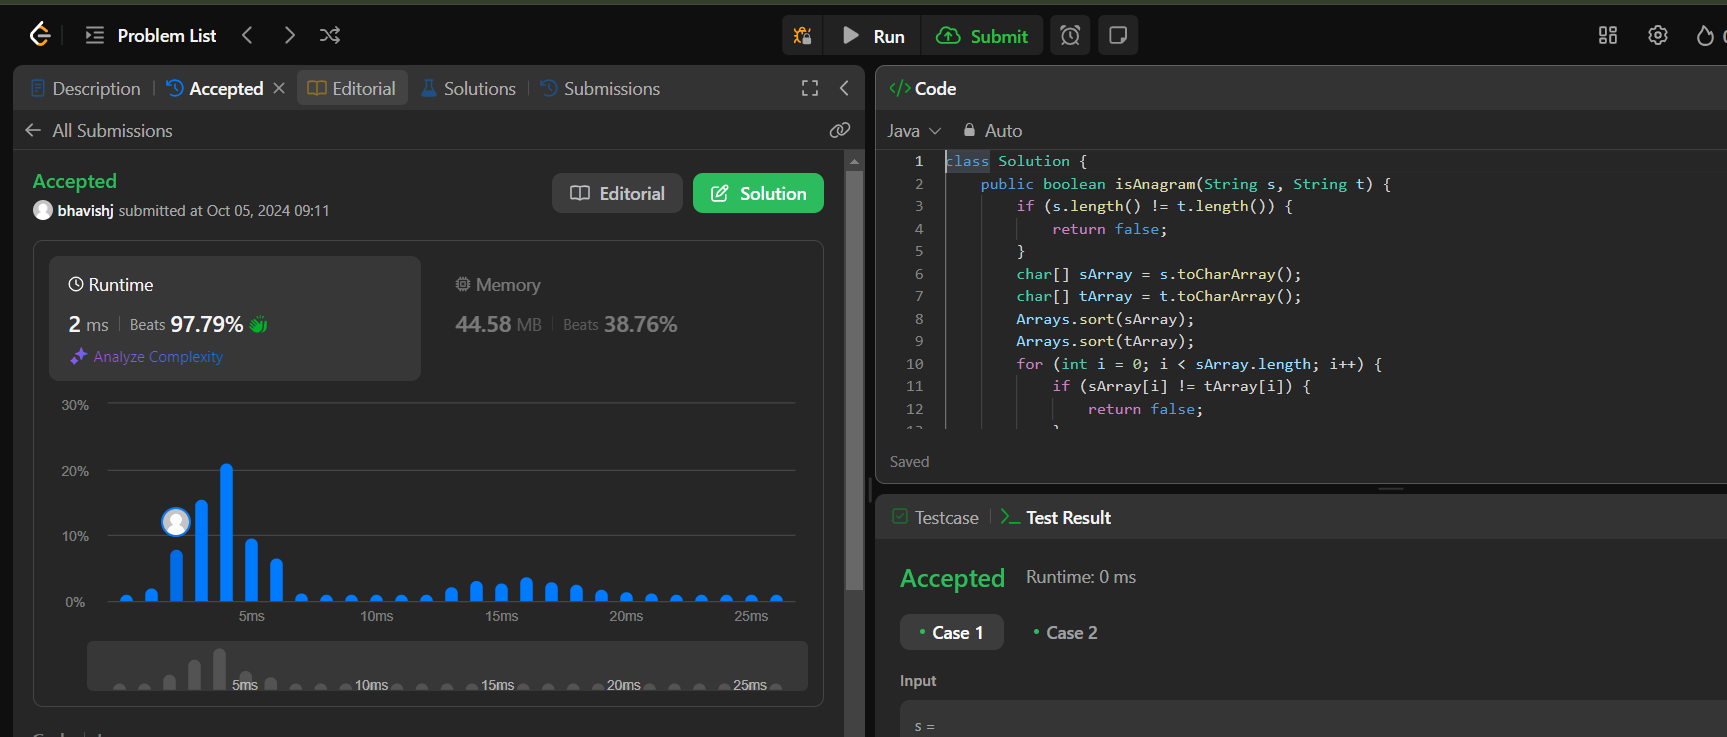 Problem List
Run
Submit
Description
Accepted
Editorial
Solutions
Submissions
All Submissions
Accepted
bhavishj submitted at Oct 05, 2024 09:11
Editorial
Solution
Runtime
2 ms
Beats 97.79%
Analyze Complexity
Memory
44.58 MB
Beats 38.76%
30%
20%
10%
0%
5ms
10ms
15ms
20ms
25ms
5ms
10ms
15ms
20ms
25ms
</> Code
Java
Auto
1 class Solution {
2 public boolean isAnagram(String s, String t) {
3 if (s.length() != t.length()) {
4 return false;
5 }
6 char[] sArray = s.toCharArray();
7 char[] tArray = t.toCharArray();
8 Arrays.sort(sArray);
9 Arrays.sort(tArray);
10 for (int i = 0; i < sArray.length; i++) {
11 if (sArray[i] != tArray[i]) {
12 return false;
Saved
Testcase
Test Result
Accepted
Runtime: 0 ms
Case 1
Case 2
Input
s =